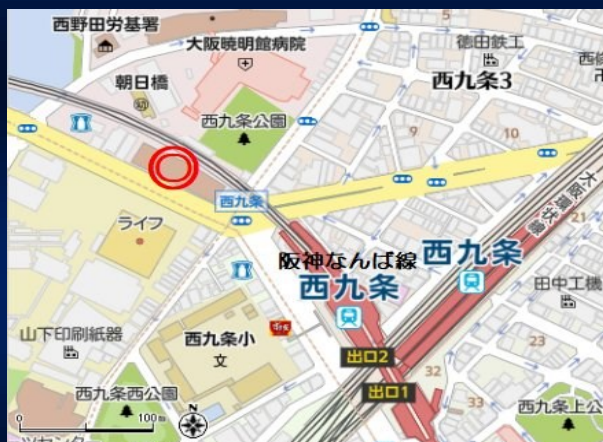 西野田労基署
大阪暁明館病院
徳田鉄工
西九条3
朝日橋
西九条公園
9
10
西九条
大阪環状線
21
ライフ
阪神なんば線
西九条
西九条
田中工機
23
山下印刷紙器
西九条小
文
出口2
出口1
32
33
西九条西公園
西九条上公
0
100m
N